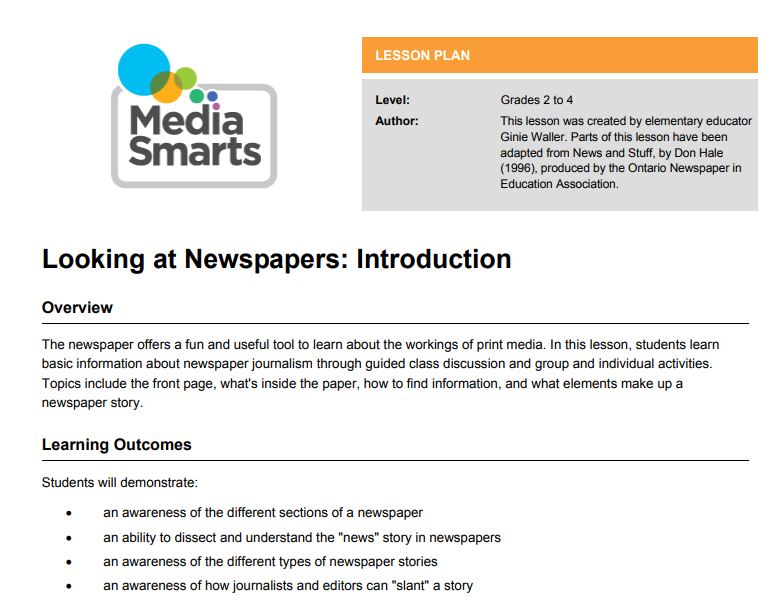 Media
Smarts
LESSON PLAN
Level: Grades 2 to 4
Author: This lesson was created by elementary educator
Ginie Waller. Parts of this lesson have been
adapted from News and Stuff, by Don Hale
(1996), produced by the Ontario Newspaper in
Education Association.
Looking at Newspapers: Introduction
Overview
The newspaper offers a fun and useful tool to learn about the workings of print media. In this lesson, students learn
basic information about newspaper journalism through guided class discussion and group and individual activities.
Topics include the front page, what's inside the paper, how to find information, and what elements make up a
newspaper story.
Learning Outcomes
Students will demonstrate:
• an awareness of the different sections of a newspaper
• an ability to dissect and understand the "news" story in newspapers
• an awareness of the different types of newspaper stories
• an awareness of how journalists and editors can "slant" a story